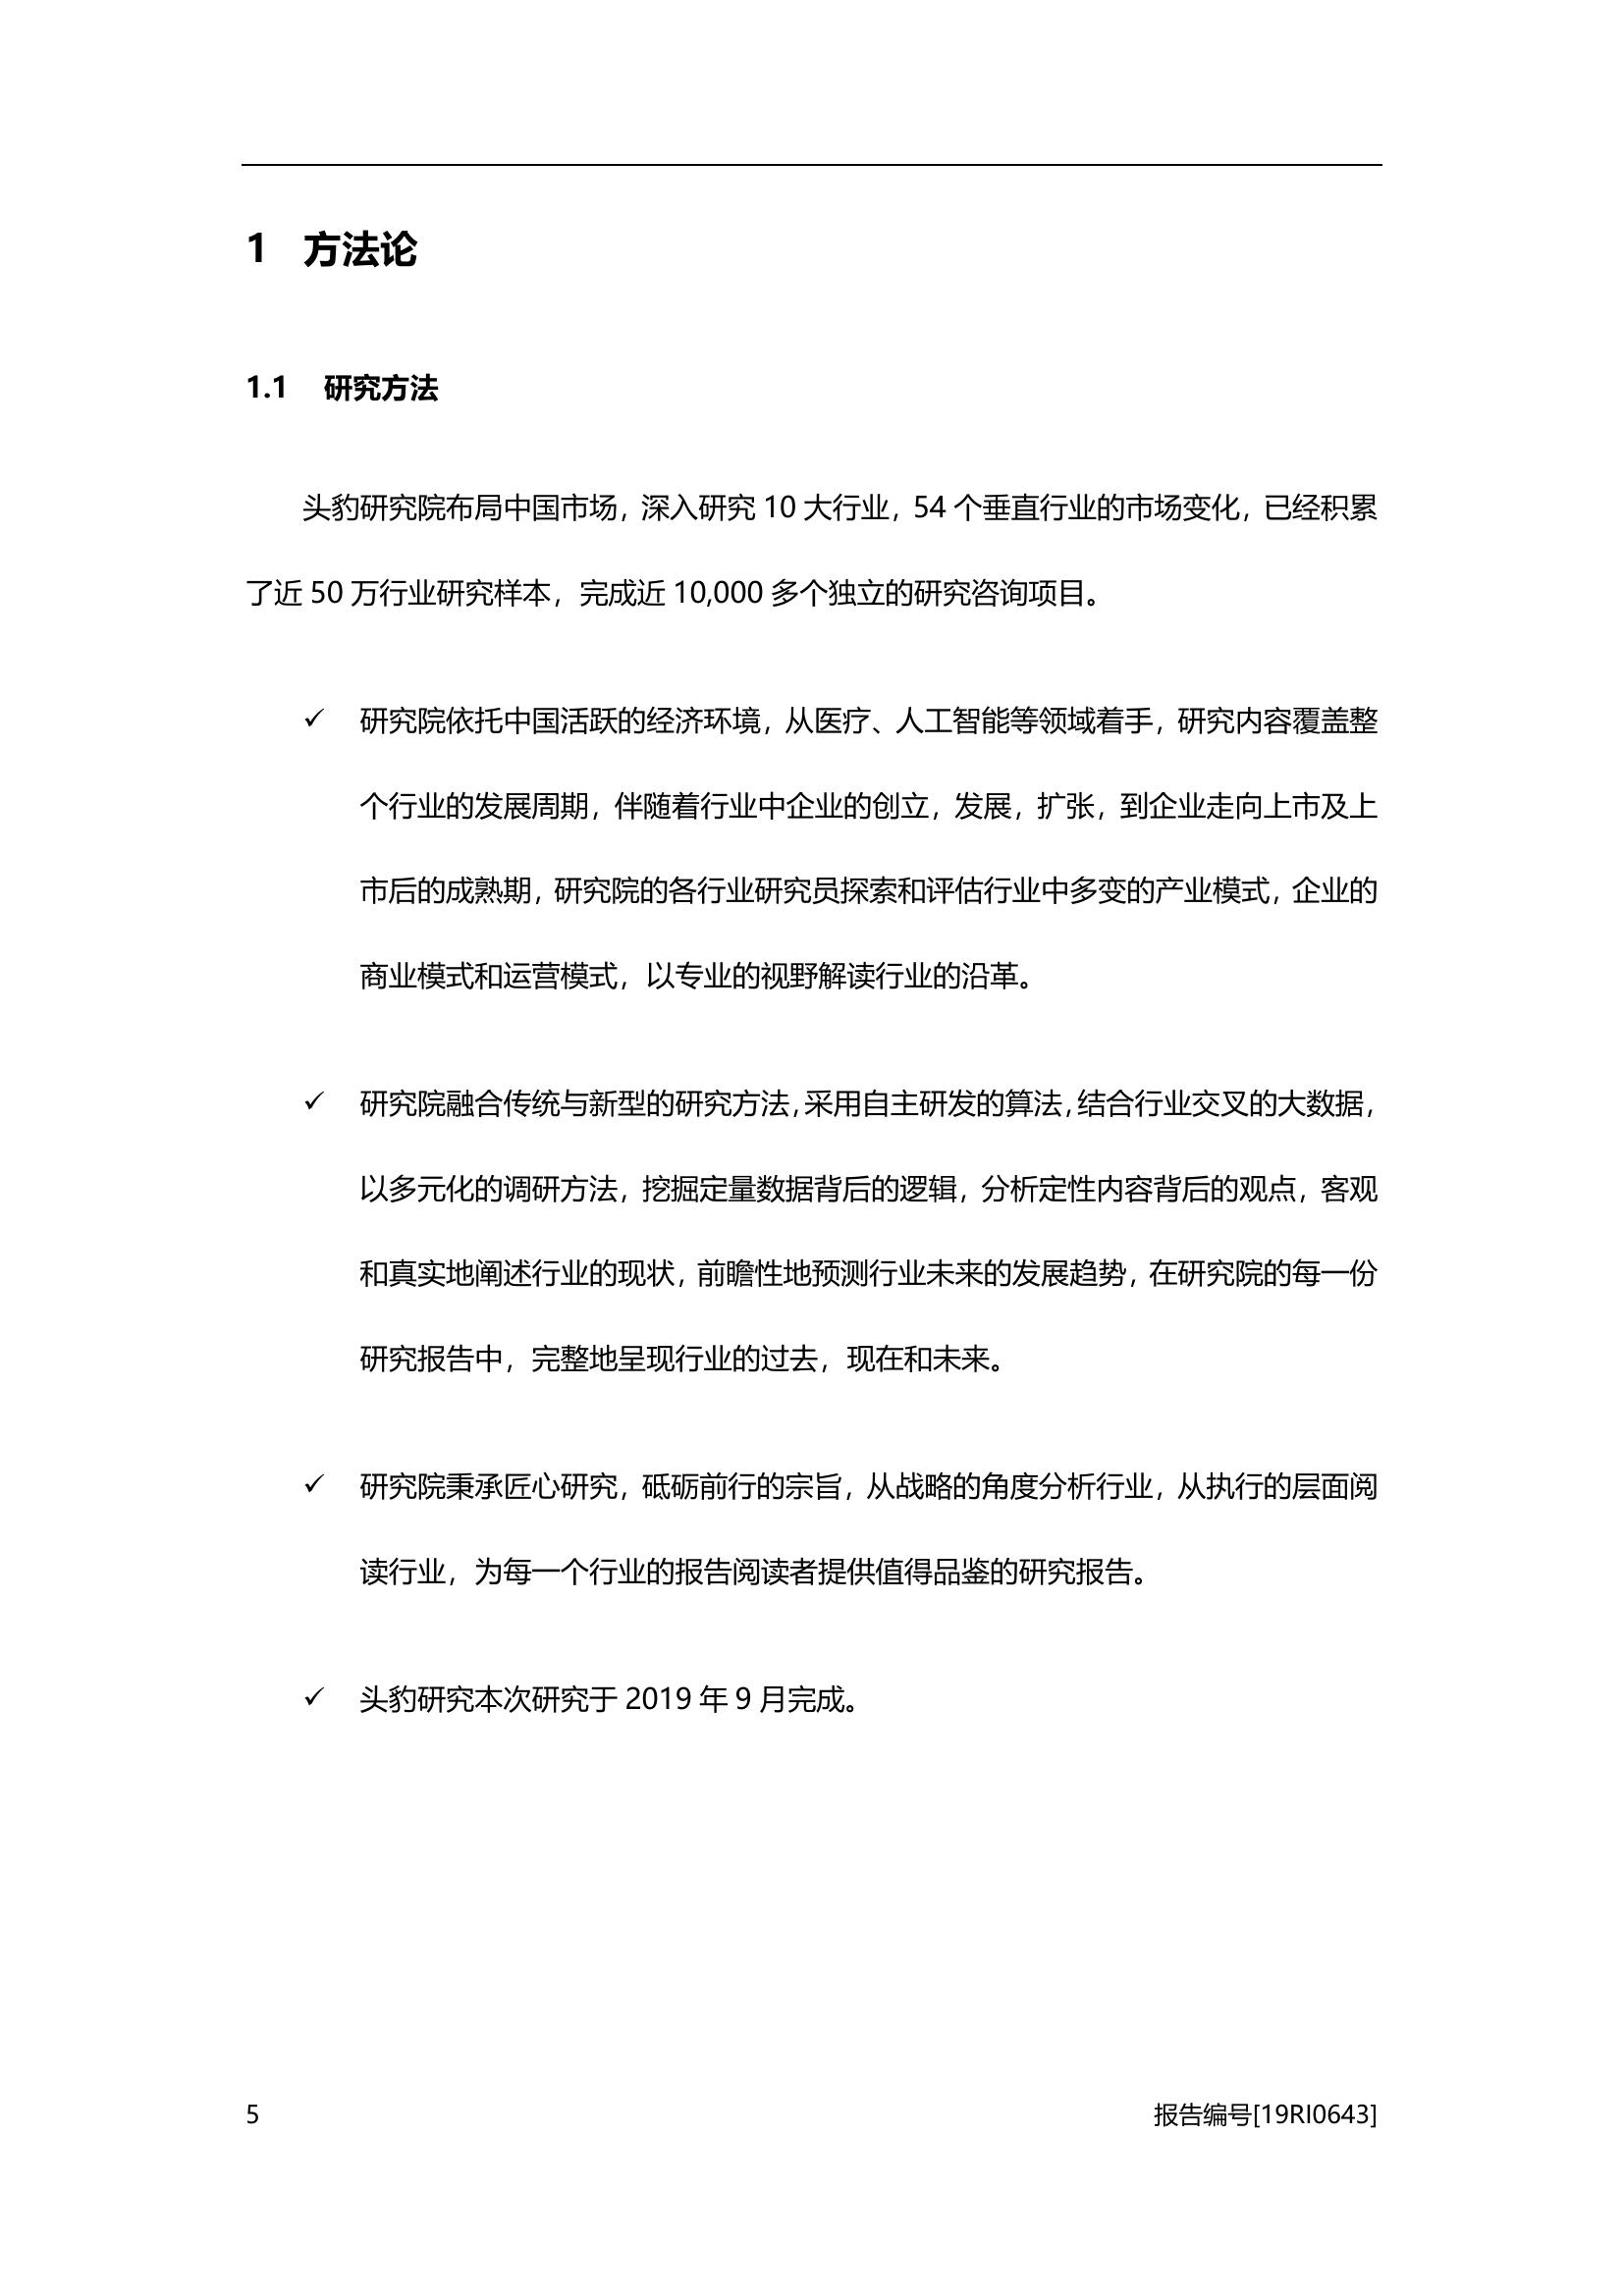 1 方法论
1.1 研究方法
头豹研究院布局中国市场，深入研究 10 大行业，54 个垂直行业的市场变化，已经积累
了近 50 万行业研究样本，完成近 10,000 多个独立的研究咨询项目。
✓ 研究院依托中国活跃的经济环境，从医疗、人工智能等领域着手，研究内容覆盖整
个行业的发展周期，伴随着行业中企业的创立，发展，扩张，到企业走向上市及上
市后的成熟期，研究院的各行业研究员探索和评估行业中多变的产业模式，企业的
商业模式和运营模式，以专业的视野解读行业的沿革。
✓ 研究院融合传统与新型的研究方法，采用自主研发的算法，结合行业交叉的大数据，
以多元化的调研方法，挖掘定量数据背后的逻辑，分析定性内容背后的观点，客观
和真实地阐述行业的现状，前瞻性地预测行业未来的发展趋势，在研究院的每一份
研究报告中，完整地呈现行业的过去，现在和未来。
✓ 研究院秉承匠心研究，砥砺前行的宗旨，从战略的角度分析行业，从执行的层面阅
读行业，为每一个行业的报告阅读者提供值得品鉴的研究报告。
✓ 头豹研究本次研究于 2019 年 9 月完成。
5 报告编号[19RI0643]